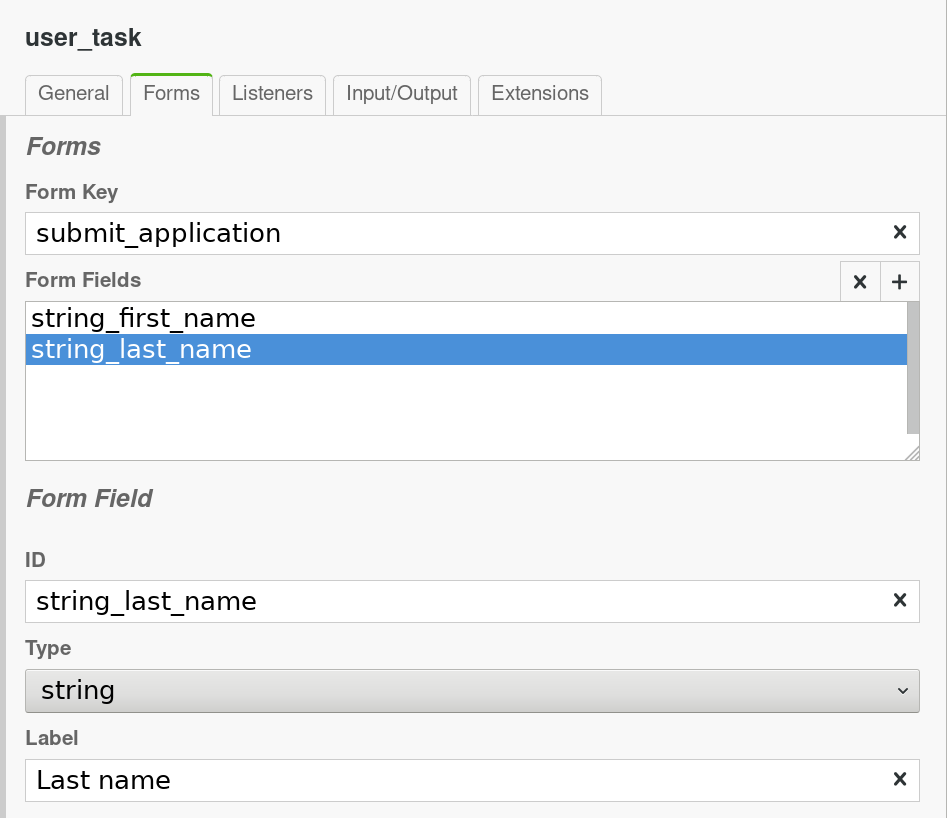 user_task
General Forms Listeners Input/Output Extensions
Forms
Form Key
submit_application
Form Fields
string_first_name
string_last_name
Form Field
ID
string_last_name
Type
string
Label
Last name